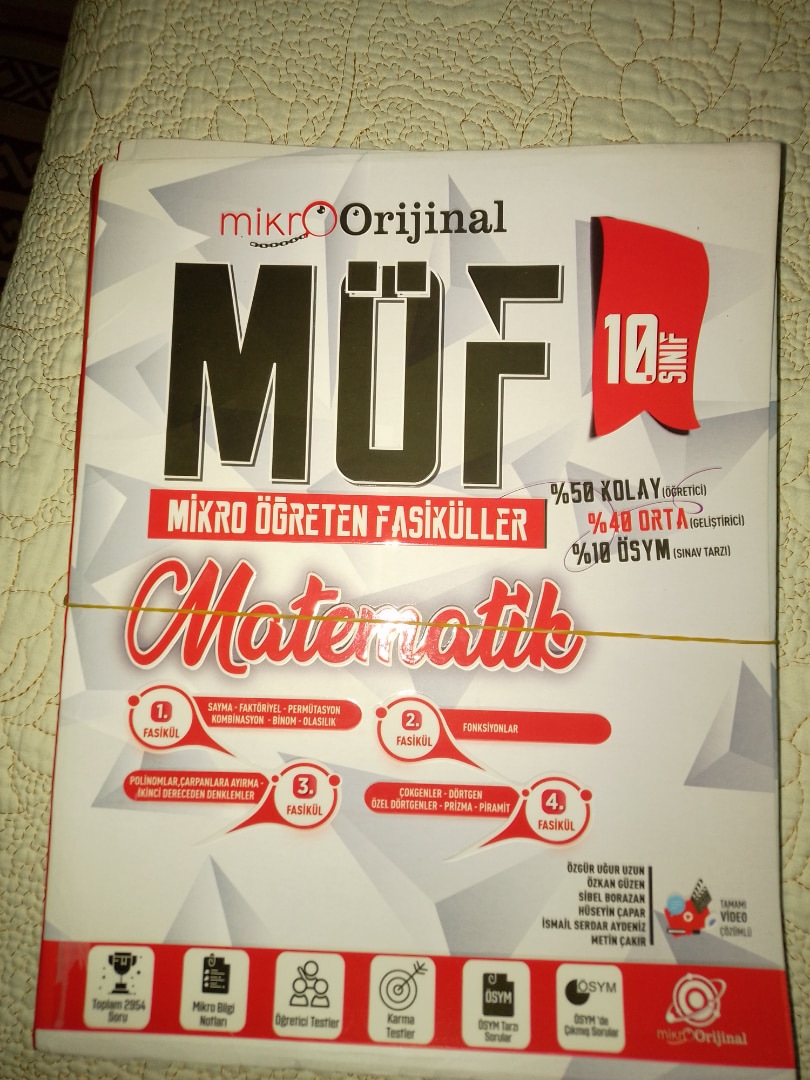 mikrOOrijinal
MÖF
10. SINIF
MİKRO ÖĞRETEN FASİKÜLLER
%50 KOLAY (ÖĞRETİCİ)
%40 ORTA (GELİŞTİRİCİ)
%10 ÖSYM (SINAV TARZI)
Matematik
1. FASİKÜL
SAYMA - FAKTÖRİYEL - PERMÜTASYON
KOMBİNASYON - BİNOM - OLASILIK
2. FASİKÜL
FONKSİYONLAR
POLİNOMLAR,ÇARPANLARA AYIRMA -
İKİNCİ DERECEDEN DENKLEMLER
3. FASİKÜL
ÇOKGENLER - DÖRTGEN
ÖZEL DÖRTGENLER - PRİZMA - PİRAMİT
4. FASİKÜL
ÖZGÜR UĞUR UZUN
ÖZKAN GÜZEN
SİBEL BORAZAN
HÜSEYİN ÇAPAR
İSMAİL SERDAR AYDENİZ
METİN ÇAKIR
TAMAMI
VİDEO
ÇÖZÜMLÜ
Toplam 2954
Soru
Mikro Bilgi
Notları
Öğretici Testler
Karma
Testler
ÖSYM
ÖSYM Tarzı
Sorular
ÖSYM
ÖSYM 'de
Çıkmış Sorular
mikrOOrijinal